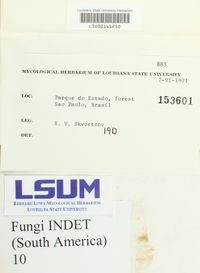 Louisiana State University Herbarium
883
MYCOLOGICAL HERBARIUM OF LOUISIANA STATE UNIVERSITY
7-VI-1971
LOC: Parque do Estado, forest 153601
Sao Paulo, Brasil
LEG. B. V. Skvortzov
DET. 190
LSUM
BERNARD LOWY MYCOLOGICAL HERBARIUM
LOUISIANA STATE UNIVERSITY
Fungi INDET
(South America)
10